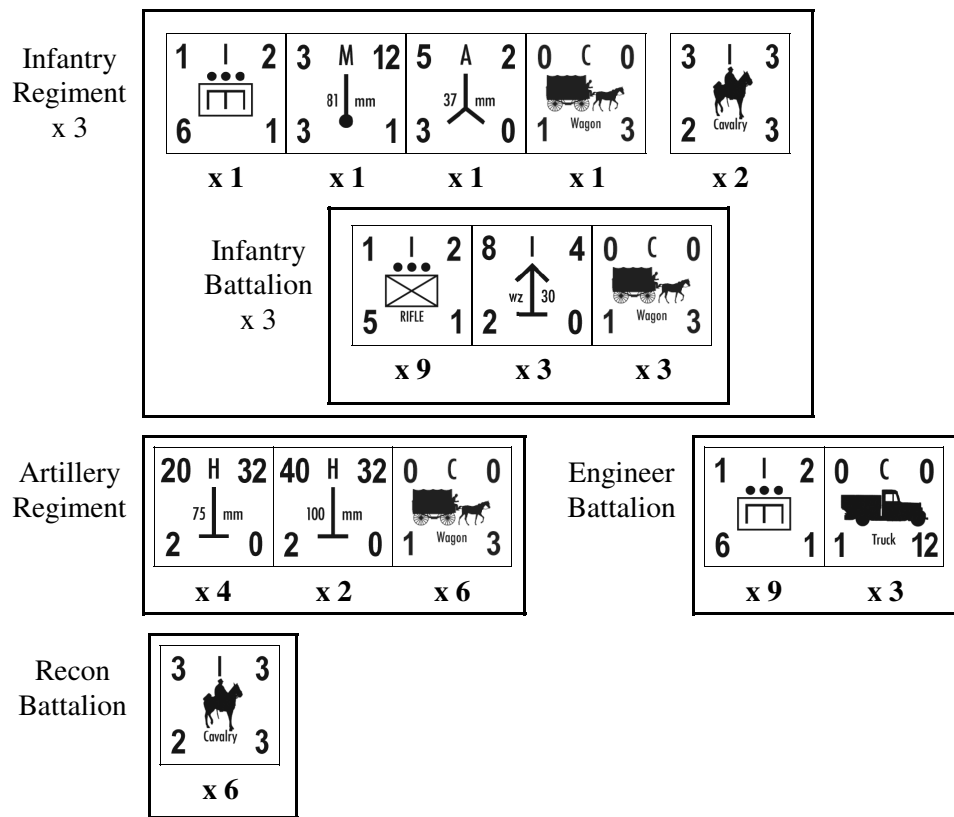 Infantry
Regiment
x 3
1 I 2
6 1
x 1
3 M 12
81 mm
3 1
x 1
5 A 2
37 mm
3 0
x 1
0 C 0
Wagon
1 3
x 1
3 I 3
Cavalry
2 3
x 2
Infantry
Battalion
x 3
1 I 2
RIFLE
5 1
x 9
8 I 4
wz 30
2 0
x 3
0 C 0
Wagon
1 3
x 3
Artillery
Regiment
20 H 32
75 mm
2 0
x 4
40 H 32
100 mm
2 0
x 2
0 C 0
Wagon
1 3
x 6
Engineer
Battalion
1 I 2
6 1
x 9
0 C 0
Truck
1 12
x 3
Recon
Battalion
3 I 3
Cavalry
2 3
x 6